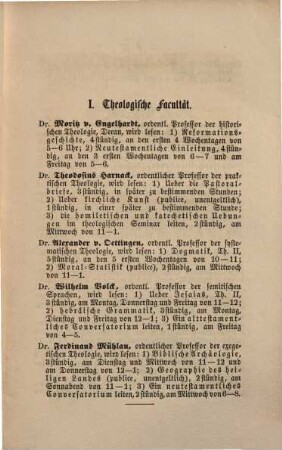 I. Theologische Facultät.
Dr. Moritz v. Engelhardt, ordentl. Professor der histori-
schen Theologie, Decan, wird lesen: 1) Reformations-
geschichte, 4stündig, an den ersten 4 Wochentagen von
5—6 Uhr; 2) Neutestamentliche Einleitung, 4stün-
dig, an den 3 ersten Wochentagen von 6—7 und am
Freitag von 5—6.
Dr. Theodosius Harnack, ordentlicher Professor der prak-
tischen Theologie, wird lesen: 1) Ueber die Pastoral-
briefe, 3stündig, in später zu bestimmenden Stunden;
2) Ueber kirchliche Kunst (publice, unentgeltlich),
1stündig, in einer später zu bestimmenden Stunde;
3) die homiletischen und katechetischen Uebungen
im theologischen Seminar leiten, 2stündig, am
Mittwoch von 11—1.
Dr. Alexander v. Oettingen, ordentl. Professor der syste-
matischen Theologie, wird lesen: 1) Dogmatik, Th. II,
5stündig, an den 5 ersten Wochentagen von 10—11;
2) Moral-Statistik (publice), 2stündig, am Mittwoch
von 11—1.
Dr. Wilhelm Volck, ordentl. Professor der semitischen
Sprachen, wird lesen: 1) Ueber Jesaias, Th. II,
3stündig, am Montag, Donnerstag und Freitag von 11—12;
2) hebräische Grammatik, 3stündig, am Montag,
Dienstag und Freitag von 12—1; 3) Ein alttestament-
liches Conversatorium leiten, 1stündig, am Freitag
von 4—5.
Dr. Ferdinand Mühlau, ordentlicher Professor der exege-
tischen Theologie, wird lesen: 1) Biblische Archäologie,
3stündig, am Dienstag und Mittwoch von 11—12 und
am Donnerstag von 12—1; 2) Geographie des hei-
ligen Landes (publice, unentgeltlich), 2stündig, am
Sonnabend von 11—1; 3) Ein neutestamentliches
Conversatorium leiten, 2stündig, am Mittwoch von 6—8.